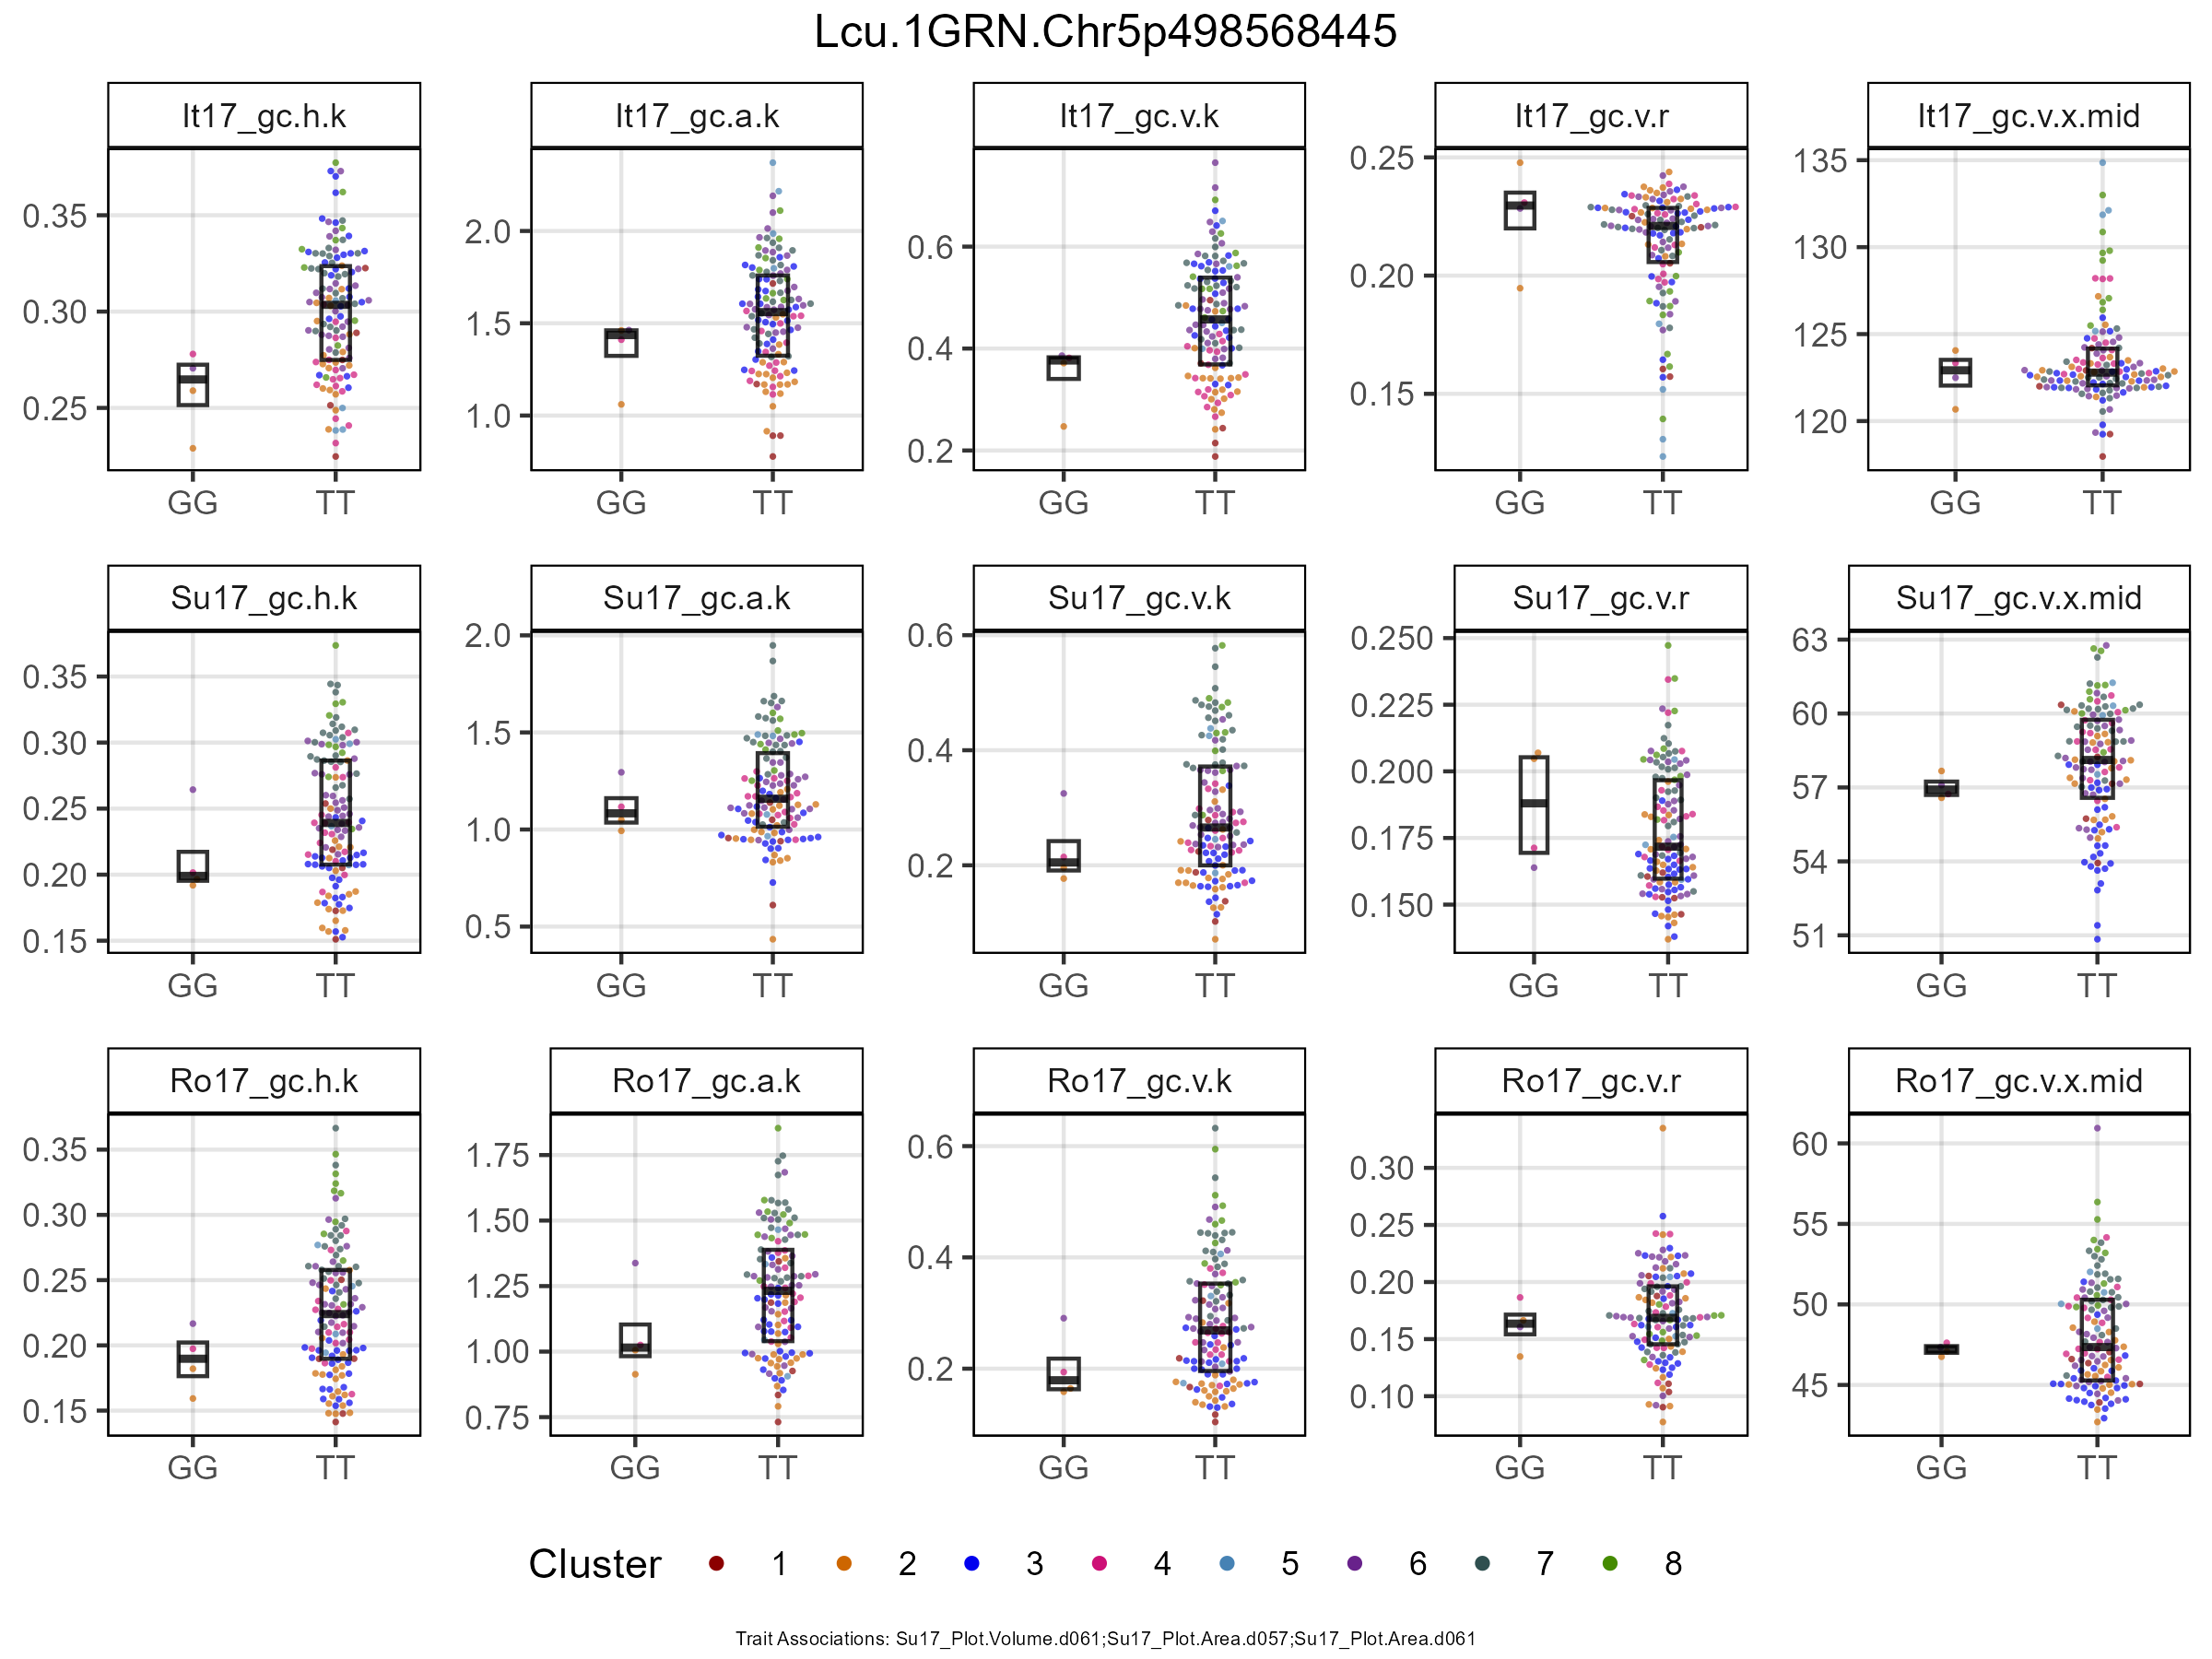 Lcu.1GRN.Chr5p498568445
It17_gc.h.k
It17_gc.a.k
It17_gc.v.k
It17_gc.v.r
It17_gc.v.x.mid
0.35
0.30
0.25
2.0
1.5
1.0
0.6
0.4
0.2
0.25
0.20
0.15
135
130
125
120
GG TT
GG TT
GG TT
GG TT
GG TT
Su17_gc.h.k
Su17_gc.a.k
Su17_gc.v.k
Su17_gc.v.r
Su17_gc.v.x.mid
0.35
0.30
0.25
0.20
0.15
2.0
1.5
1.0
0.5
0.6
0.4
0.2
0.250
0.225
0.200
0.175
0.150
63
60
57
54
51
GG TT
GG TT
GG TT
GG TT
GG TT
Ro17_gc.h.k
Ro17_gc.a.k
Ro17_gc.v.k
Ro17_gc.v.r
Ro17_gc.v.x.mid
0.35
0.30
0.25
0.20
0.15
1.75
1.50
1.25
1.00
0.75
0.6
0.4
0.2
0.30
0.25
0.20
0.15
0.10
60
55
50
45
GG TT
GG TT
GG TT
GG TT
GG TT
Cluster 1 2 3 4 5 6 7 8
Trait Associations: Su17_Plot.Volume.d061;Su17_Plot.Area.d057;Su17_Plot.Area.d061